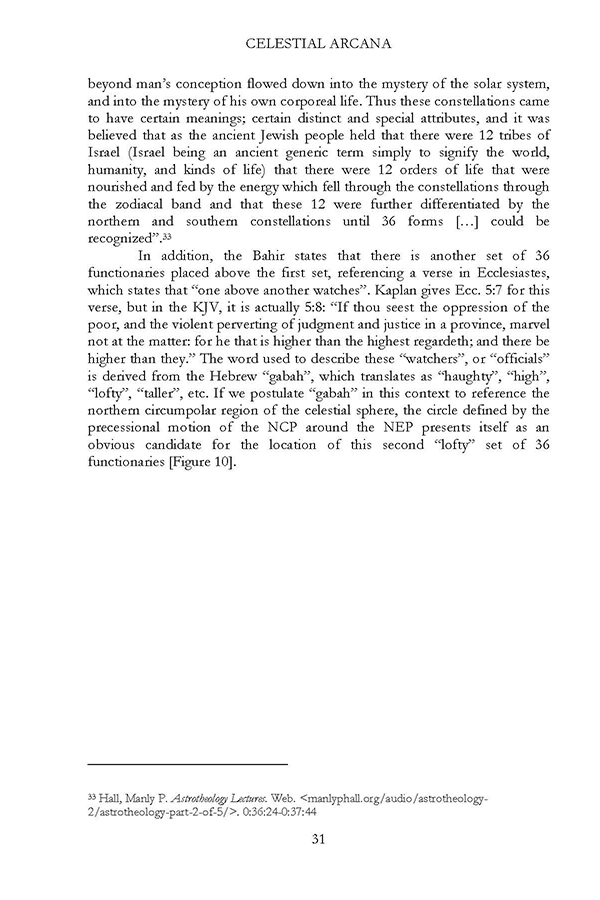 CELESTIAL ARCANA
beyond man’s conception flowed down into the mystery of the solar system,
and into the mystery of his own corporeal life. Thus these constellations came
to have certain meanings; certain distinct and special attributes, and it was
believed that as the ancient Jewish people held that there were 12 tribes of
Israel (Israel being an ancient generic term simply to signify the world,
humanity, and kinds of life) that there were 12 orders of life that were
nourished and fed by the energy which fell through the constellations through
the zodiacal band and that these 12 were further differentiated by the
northern and southern constellations until 36 forms […] could be
recognized”.³³
In addition, the Bahir states that there is another set of 36
functionaries placed above the first set, referencing a verse in Ecclesiastes,
which states that “one above another watches”. Kaplan gives Ecc. 5:7 for this
verse, but in the KJV, it is actually 5:8: “If thou seest the oppression of the
poor, and the violent perverting of judgment and justice in a province, marvel
not at the matter: for he that is higher than the highest regardeth; and there be
higher than they.” The word used to describe these “watchers”, or “officials”
is derived from the Hebrew “gabah”, which translates as “haughty”, “high”,
“lofty”, “taller”, etc. If we postulate “gabah” in this context to reference the
northern circumpolar region of the celestial sphere, the circle defined by the
precessional motion of the NCP around the NEP presents itself as an
obvious candidate for the location of this second “lofty” set of 36
functionaries [Figure 10].
³³ Hall, Manly P. Astrotheology Lectures. Web. <manlyphall.org/audio/astrotheology-
2/astrotheology-part-2-of-5/>. 0:36:24-0:37:44
31